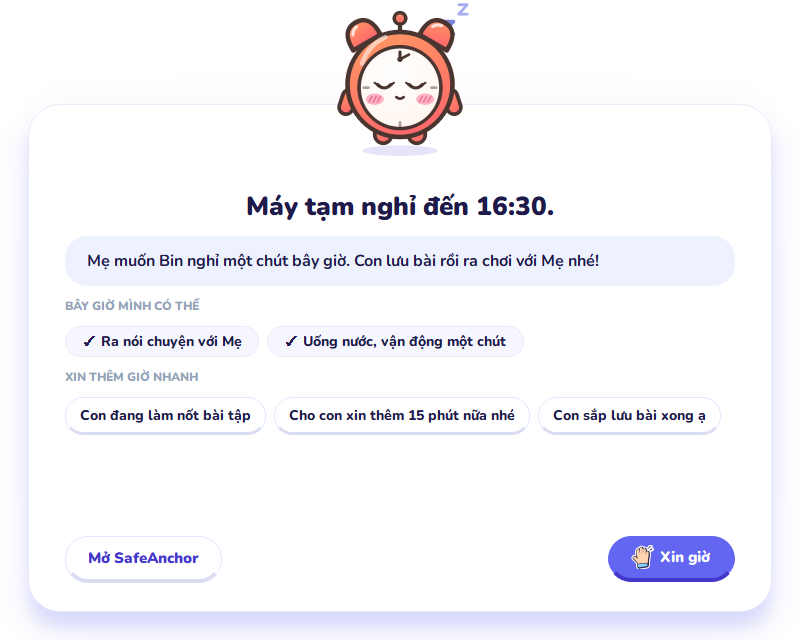 Z
Máy tạm nghỉ đến 16:30.
Mẹ muốn Bin nghỉ một chút bây giờ. Con lưu bài rồi ra chơi với Mẹ nhé!
BÂY GIỜ MÌNH CÓ THỂ
✓ Ra nói chuyện với Mẹ
✓ Uống nước, vận động một chút
XIN THÊM GIỜ NHANH
Con đang làm nốt bài tập
Cho con xin thêm 15 phút nữa nhé
Con sắp lưu bài xong ạ
Mở SafeAnchor
Xin giờ